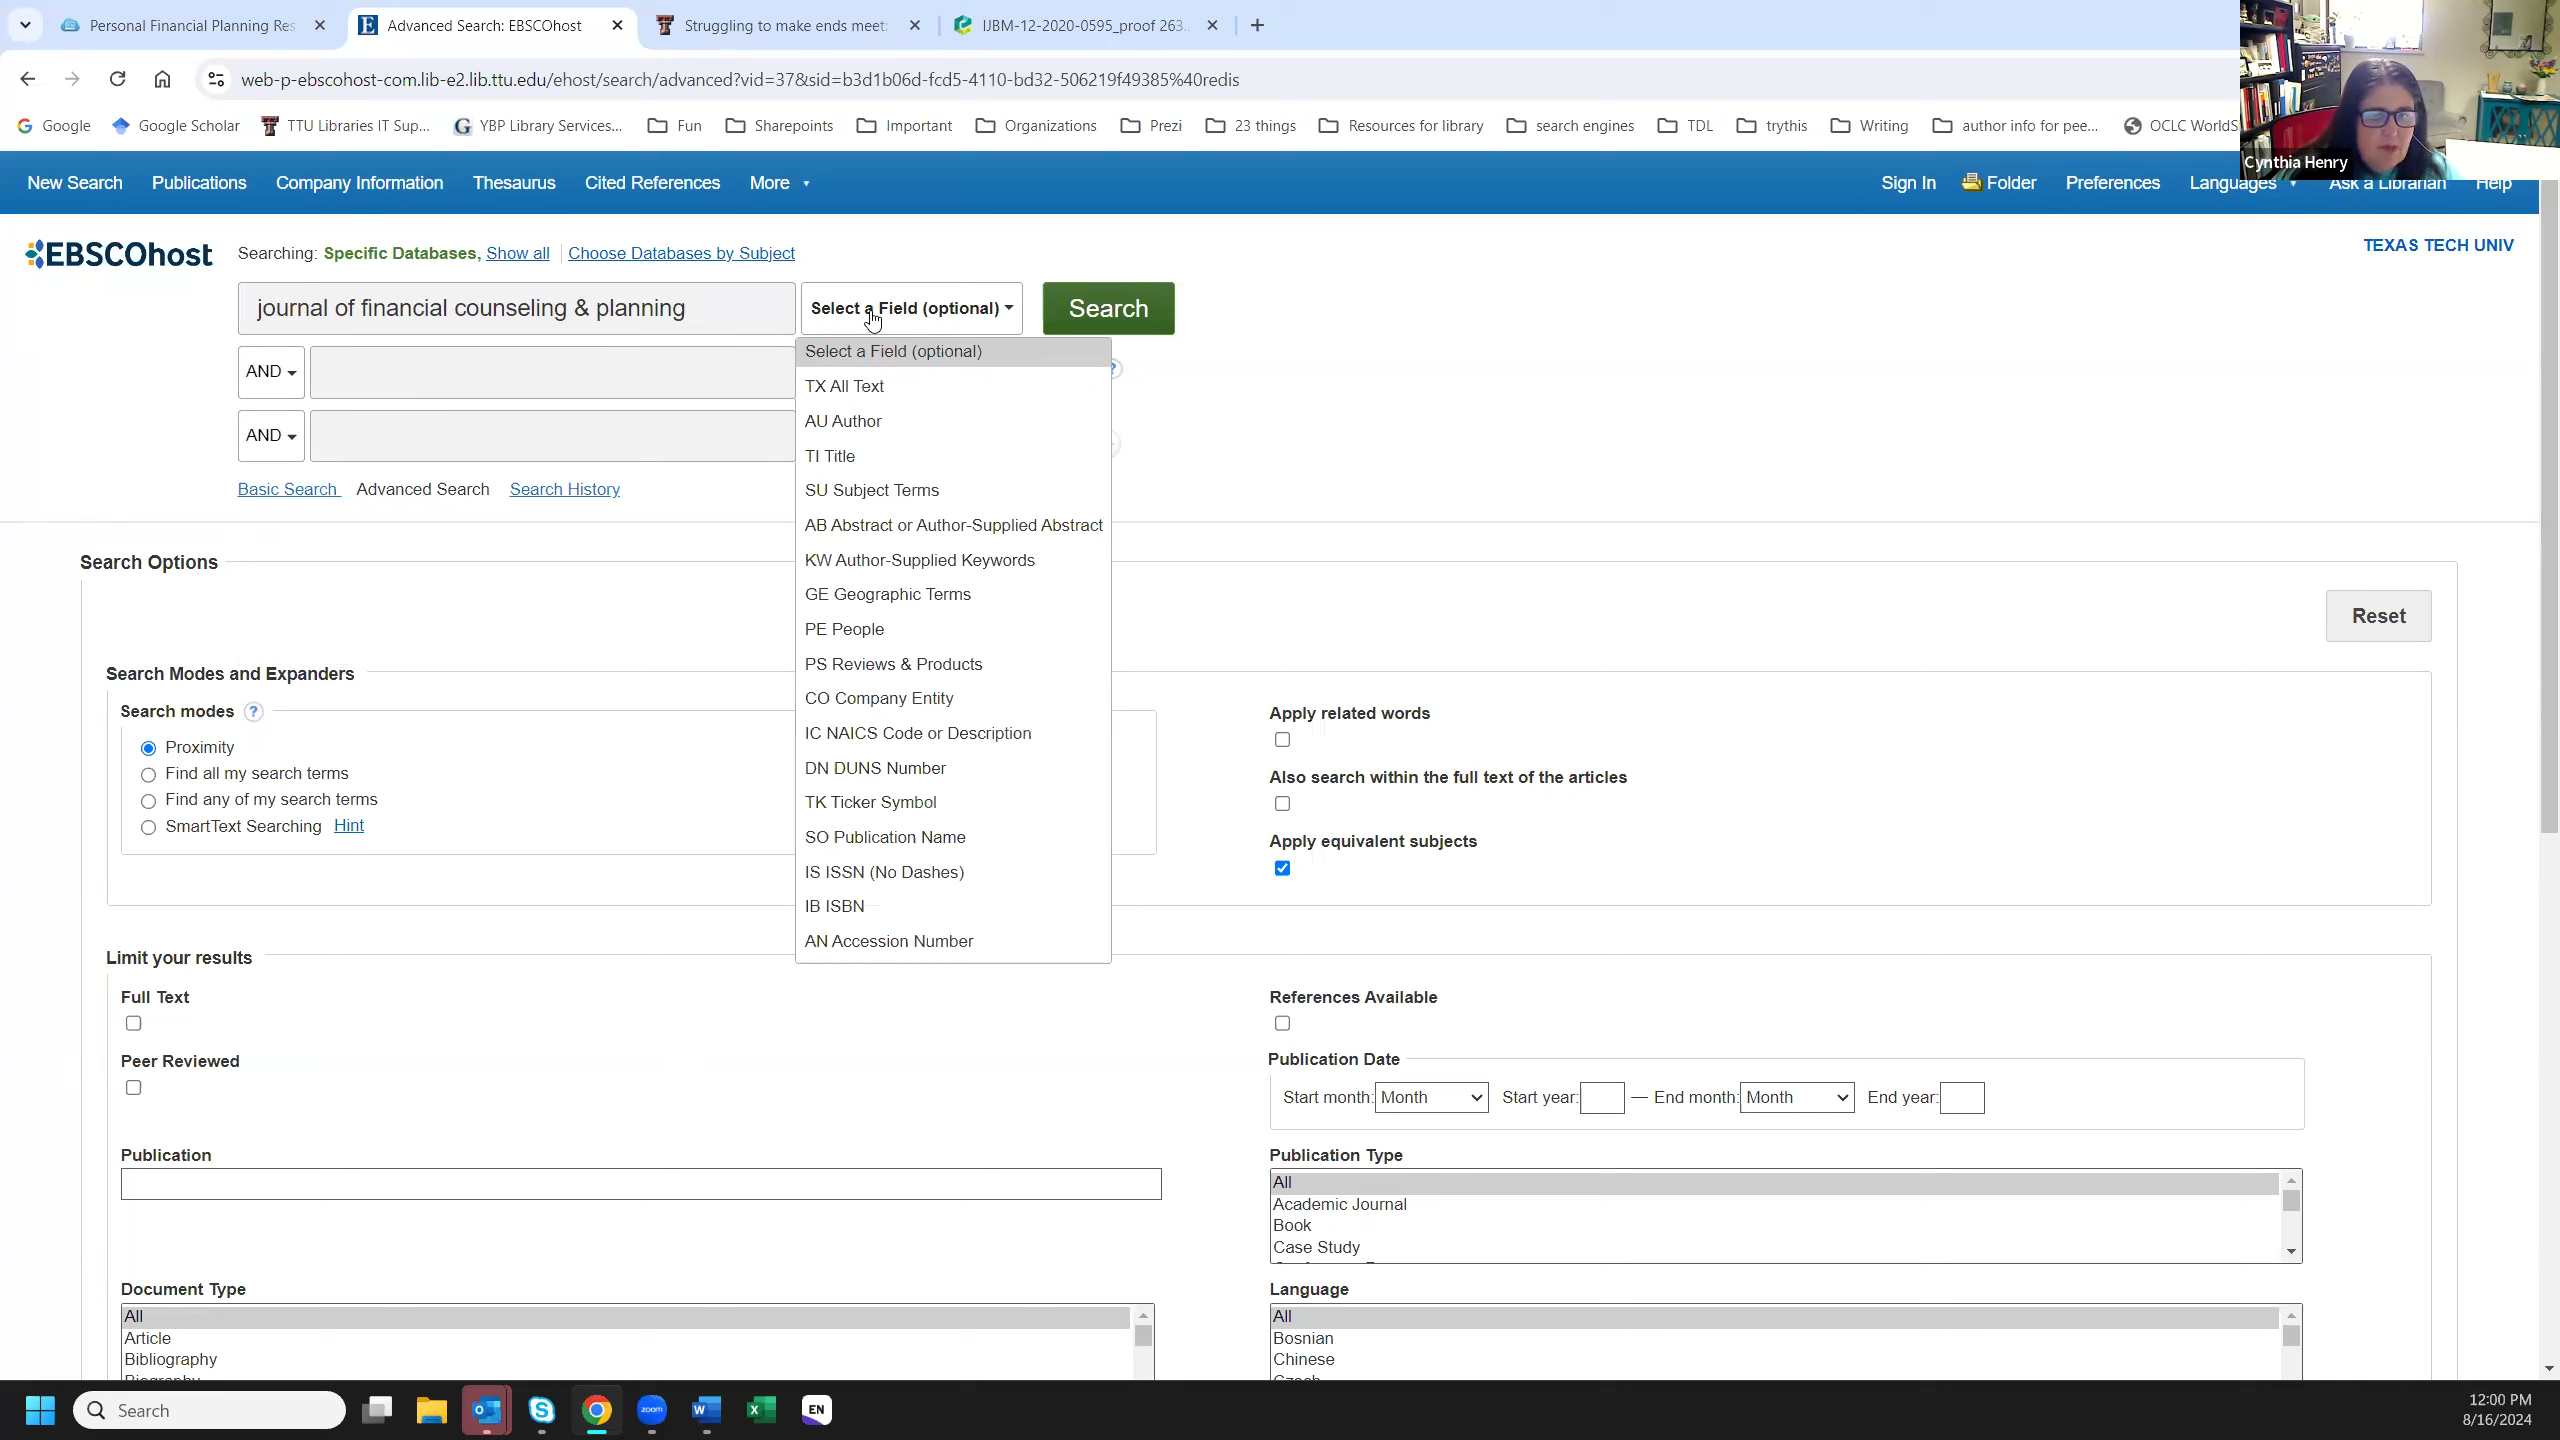 Personal Financial Planning Res
Advanced Search: EBSCOhost
Struggling to make ends meet:
IJBM-12-2020-0595_proof 263..
web-p-ebscohost-com.lib-e2.lib.ttu.edu/ehost/search/advanced?vid=37&sid=b3d1b06d-fcd5-4110-bd32-506219f49385%40redis
Google
Google Scholar
TTU Libraries IT Sup...
YBP Library Services...
Fun
Sharepoints
Important
Organizations
Prezi
23 things
Resources for library
search engines
TDL
trythis
Writing
author info for pee...
OCLC WorldS
Cynthia Henry
New Search
Publications
Company Information
Thesaurus
Cited References
More
Sign In
Folder
Preferences
Languages
Ask a Librarian
Help
EBSCOhost
Searching: Specific Databases, Show all
Choose Databases by Subject
TEXAS TECH UNIV
journal of financial counseling & planning
Select a Field (optional)
Search
AND
AND
Select a Field (optional)
TX All Text
AU Author
TI Title
SU Subject Terms
AB Abstract or Author-Supplied Abstract
KW Author-Supplied Keywords
GE Geographic Terms
PE People
PS Reviews & Products
CO Company Entity
IC NAICS Code or Description
DN DUNS Number
TK Ticker Symbol
SO Publication Name
IS ISSN (No Dashes)
IB ISBN
AN Accession Number
Basic Search
Advanced Search
Search History
Search Options
Reset
Search Modes and Expanders
Search modes ?
Proximity
Find all my search terms
Find any of my search terms
SmartText Searching Hint
Apply related words
Also search within the full text of the articles
Apply equivalent subjects
Limit your results
Full Text
References Available
Peer Reviewed
Publication Date
Start month: Month Start year: — End month: Month End year:
Publication
Publication Type
All
Academic Journal
Book
Case Study
Document Type
All
Article
Bibliography
Language
All
Bosnian
Chinese
Search
zoom
EN
12:00 PM
8/16/2024